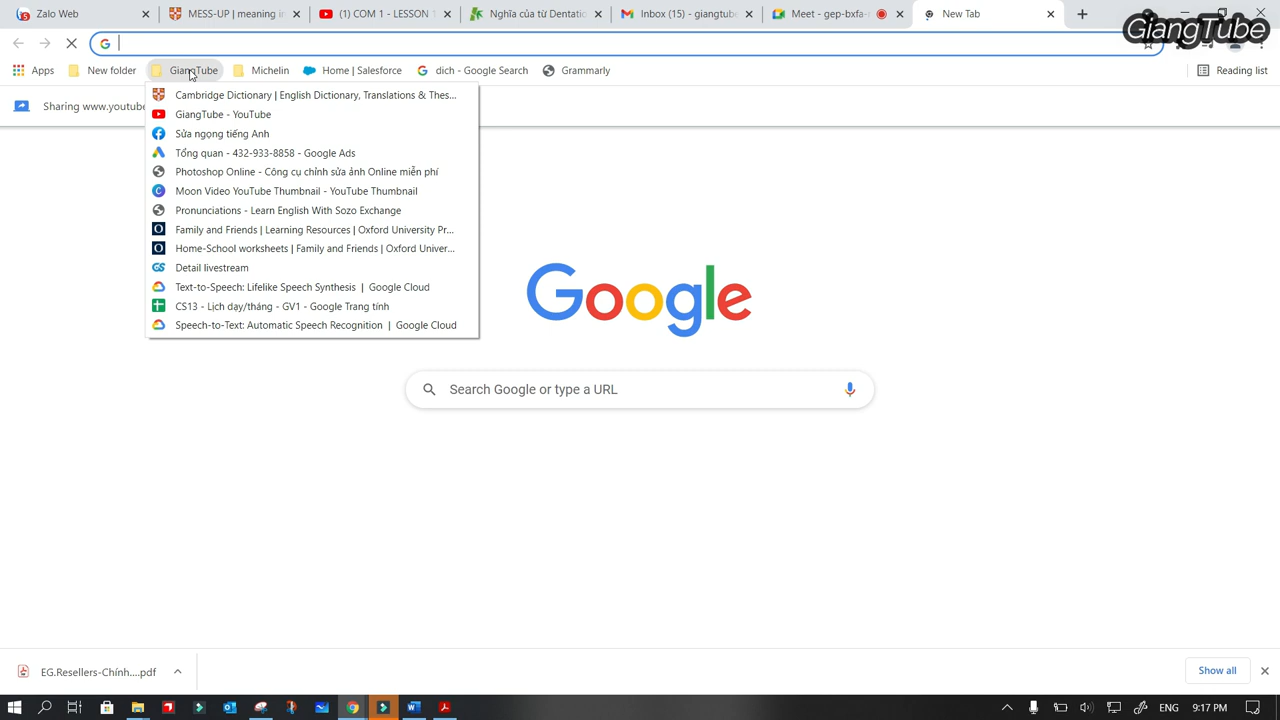 Zalo Web
MESS-UP | meaning in
(1) COM 1 - LESSON 1
Nghĩa của từ Dentatio
Inbox (15) - giangtube
Meet - gep-bxfa-
New Tab
GiangTube
Apps
New folder
GiangTube
Michelin
Home | Salesforce
dich - Google Search
Grammarly
Reading list
Sharing www.youtube
Cambridge Dictionary | English Dictionary, Translations & Thes...
GiangTube - YouTube
Sửa ngọng tiếng Anh
Tổng quan - 432-933-8858 - Google Ads
Photoshop Online - Công cụ chỉnh sửa ảnh Online miễn phí
Moon Video YouTube Thumbnail - YouTube Thumbnail
Pronunciations - Learn English With Sozo Exchange
Family and Friends | Learning Resources | Oxford University Pr...
Home-School worksheets | Family and Friends | Oxford Univer...
Detail livestream
Text-to-Speech: Lifelike Speech Synthesis | Google Cloud
CS13 - Lịch dạy/tháng - GV1 - Google Trang tính
Speech-to-Text: Automatic Speech Recognition | Google Cloud
Google
Search Google or type a URL
EG.Resellers-Chính....pdf
Show all
ENG
9:17 PM